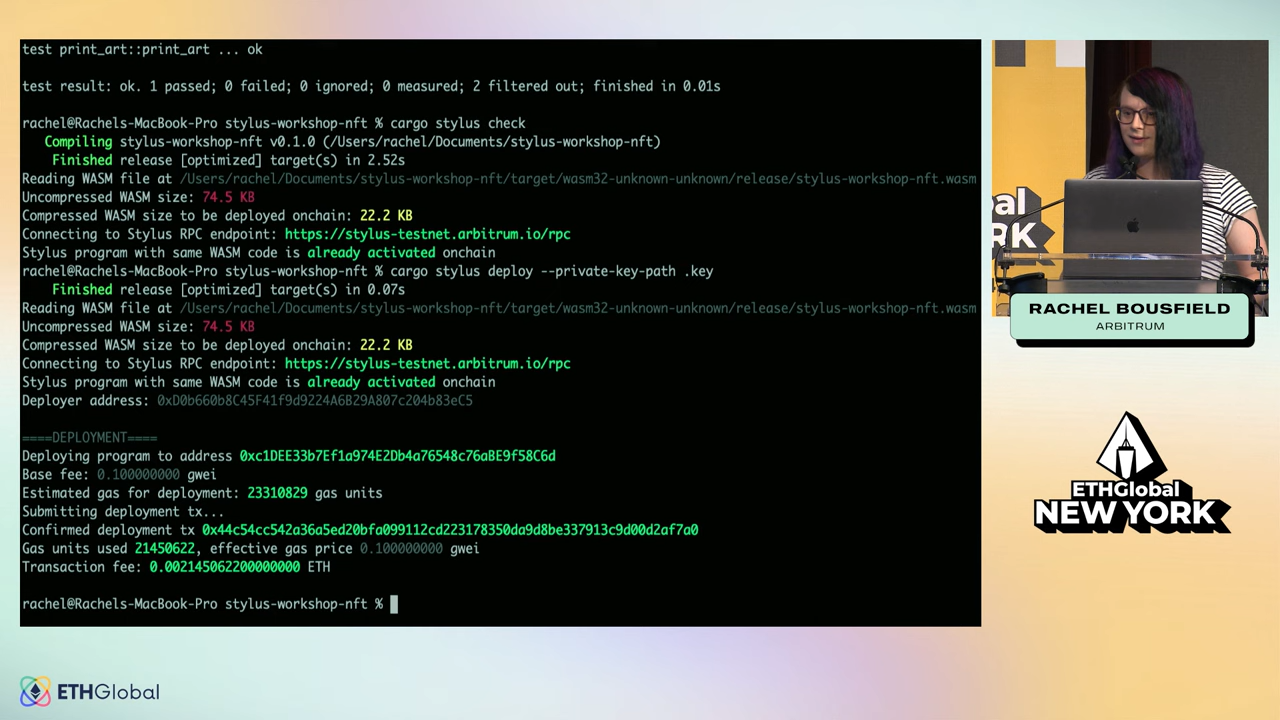 test print_art::print_art ... ok
test result: ok. 1 passed; 0 failed; 0 ignored; 0 measured; 2 filtered out; finished in 0.01s
rachel@Rachels-MacBook-Pro stylus-workshop-nft % cargo stylus check
Compiling stylus-workshop-nft v0.1.0 (/Users/rachel/Documents/stylus-workshop-nft)
Finished release [optimized] target(s) in 2.52s
Reading WASM file at /Users/rachel/Documents/stylus-workshop-nft/target/wasm32-unknown-unknown/release/stylus-workshop-nft.wasm
Uncompressed WASM size: 74.5 KB
Compressed WASM size to be deployed onchain: 22.2 KB
Connecting to Stylus RPC endpoint: https://stylus-testnet.arbitrum.io/rpc
Stylus program with same WASM code is already activated onchain
rachel@Rachels-MacBook-Pro stylus-workshop-nft % cargo stylus deploy --private-key-path .key
Finished release [optimized] target(s) in 0.07s
Reading WASM file at /Users/rachel/Documents/stylus-workshop-nft/target/wasm32-unknown-unknown/release/stylus-workshop-nft.wasm
Uncompressed WASM size: 74.5 KB
Compressed WASM size to be deployed onchain: 22.2 KB
Connecting to Stylus RPC endpoint: https://stylus-testnet.arbitrum.io/rpc
Stylus program with same WASM code is already activated onchain
Deployer address: 0xD0b660b8C45F41f9d9224A6B29A807c204b83eC5
====DEPLOYMENT====
Deploying program to address 0xc1DEE33b7Ef1a974E2Db4a76548c76aBE9f58C6d
Base fee: 0.100000000 gwei
Estimated gas for deployment: 23310829 gas units
Submitting deployment tx...
Confirmed deployment tx 0x44c54cc542a36a5ed20bfa099112cd223178350da9d8be337913c9d00d2af7a0
Gas units used 21450622, effective gas price 0.100000000 gwei
Transaction fee: 0.002145062200000000 ETH
rachel@Rachels-MacBook-Pro stylus-workshop-nft %
al
RK
RACHEL BOUSFIELD
ARBITRUM
ETHGlobal
NEW YORK
ETHGlobal